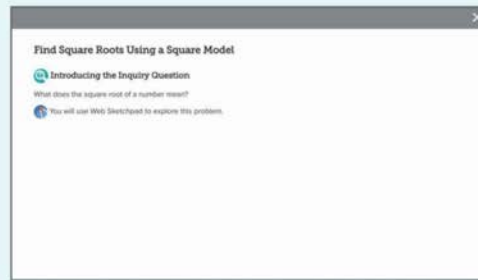 Find Square Roots Using a Square Model
Introducing the Inquiry Question
What does the square root of a number mean?
You will use Web Sketchpad to explore this problem.